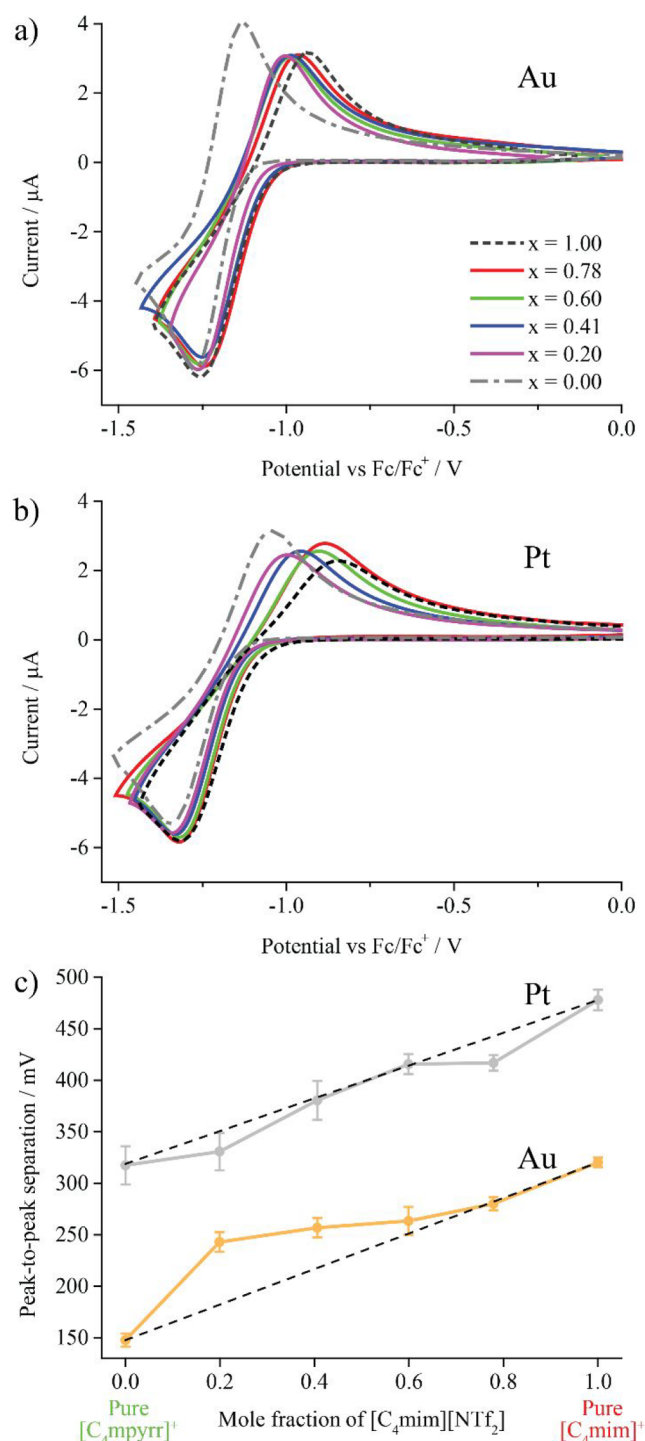 a)
Au
Current / μA
4
2
0
-2
-4
-6
x = 1.00
x = 0.78
x = 0.60
x = 0.41
x = 0.20
x = 0.00
-1.5 -1.0 -0.5 0.0
Potential vs Fc/Fc⁺ / V
b)
Pt
Current / μA
4
2
0
-2
-4
-6
-1.5 -1.0 -0.5 0.0
Potential vs Fc/Fc⁺ / V
c)
Pt
Au
Peak-to-peak separation / mV
500
450
400
350
300
250
200
150
0.0 0.2 0.4 0.6 0.8 1.0
Pure
[C₄mpyrr]⁺
Mole fraction of [C₄mim][NTf₂]
Pure
[C₄mim]⁺